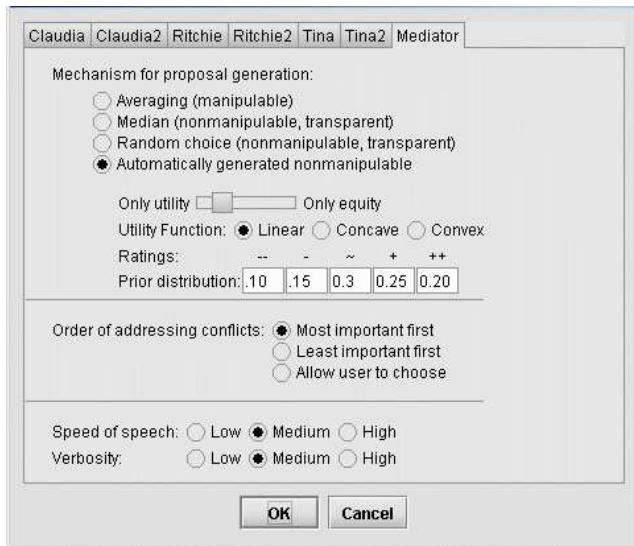 Claudia Claudia2 Ritchie Ritchie2 Tina Tina2 Mediator
Mechanism for proposal generation:
Averaging (manipulable)
Median (nonmanipulable, transparent)
Random choice (nonmanipulable, transparent)
Automatically generated nonmanipulable
Only utility Only equity
Utility Function: Linear Concave Convex
Ratings: -- - ~ + ++
Prior distribution: .10 .15 0.3 0.25 0.20
Order of addressing conflicts: Most important first
Least important first
Allow user to choose
Speed of speech: Low Medium High
Verbosity: Low Medium High
OK Cancel